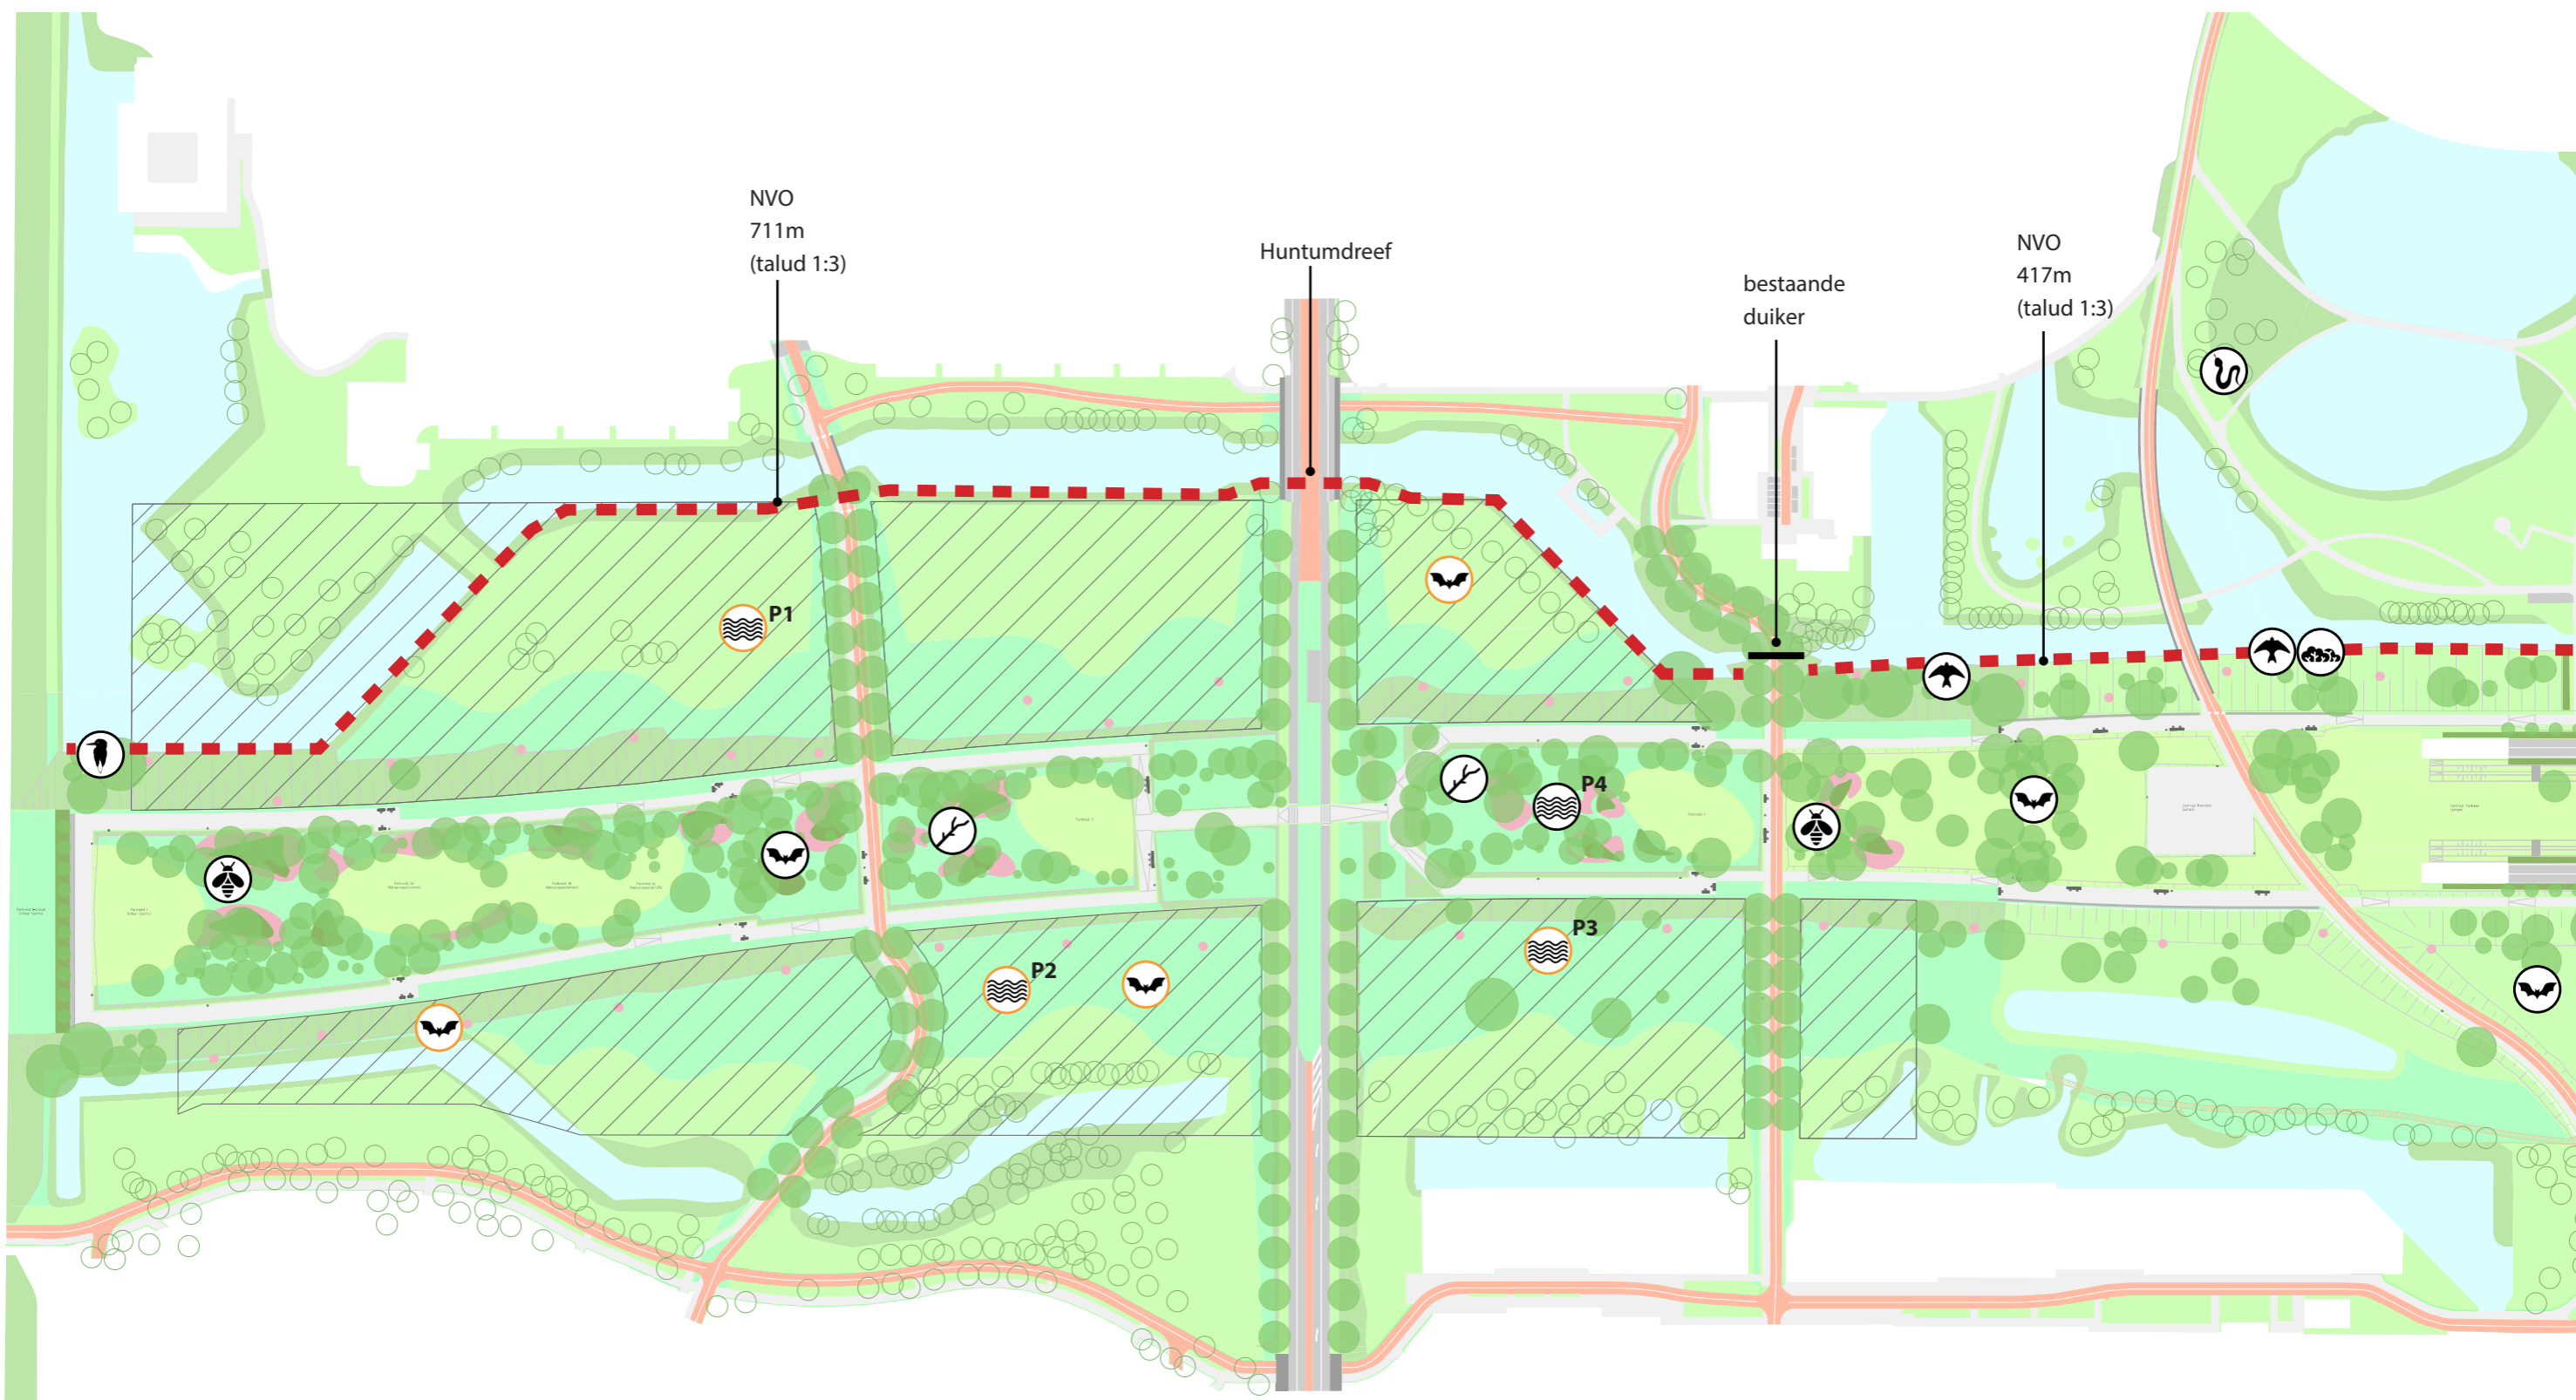 NVO
711m
(talud 1:3)
Huntumdreef
bestaande
duiker
NVO
417m
(talud 1:3)
P1
P4
P3
P2